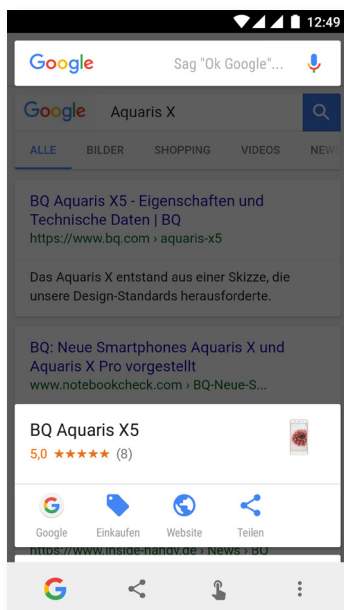 12:49
Google Sag "Ok Google"...
Google Aquaris X
ALLE BILDER SHOPPING VIDEOS NEWS
BQ Aquaris X5 - Eigenschaften und
Technische Daten | BQ
https://www.bq.com › aquaris-x5
Das Aquaris X entstand aus einer Skizze, die
unsere Design-Standards herausforderte.
BQ: Neue Smartphones Aquaris X und
Aquaris X Pro vorgestellt
www.notebookcheck.com › BQ-Neue-S...
BQ Aquaris X5
5,0 ★★★★★ (8)
Google Einkaufen Website Teilen
https://www.inside-handy.de › News › BQ